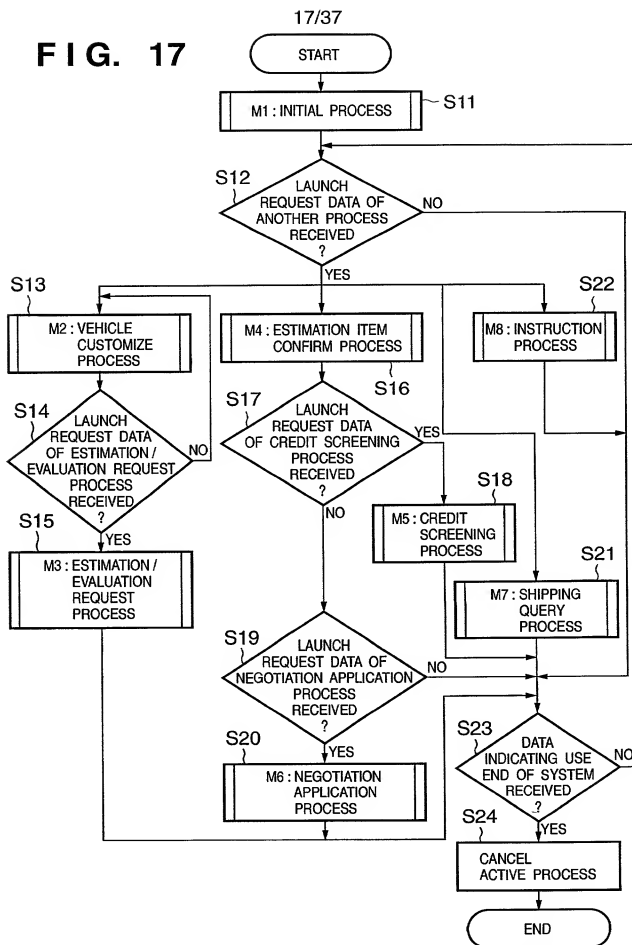 17/37
FIG. 17
START
M1 : INITIAL PROCESS
S11
S12
LAUNCH
REQUEST DATA OF
ANOTHER PROCESS
RECEIVED
?
NO
YES
S13
M2 : VEHICLE
CUSTOMIZE
PROCESS
M4 : ESTIMATION ITEM
CONFIRM PROCESS
S16
S22
M8 : INSTRUCTION
PROCESS
S14
LAUNCH
REQUEST DATA
OF ESTIMATION /
EVALUATION REQUEST
PROCESS
RECEIVED
?
NO
YES
S17
LAUNCH
REQUEST DATA
OF CREDIT SCREENING
PROCESS
RECEIVED
?
YES
NO
S18
M5 : CREDIT
SCREENING
PROCESS
S15
M3 : ESTIMATION /
EVALUATION
REQUEST
PROCESS
S21
M7 : SHIPPING
QUERY
PROCESS
S19
LAUNCH
REQUEST DATA OF
NEGOTIATION APPLICATION
PROCESS
RECEIVED
?
NO
YES
S20
M6 : NEGOTIATION
APPLICATION
PROCESS
S23
DATA
INDICATING USE
END OF SYSTEM
RECEIVED
?
NO
YES
S24
CANCEL
ACTIVE PROCESS
END